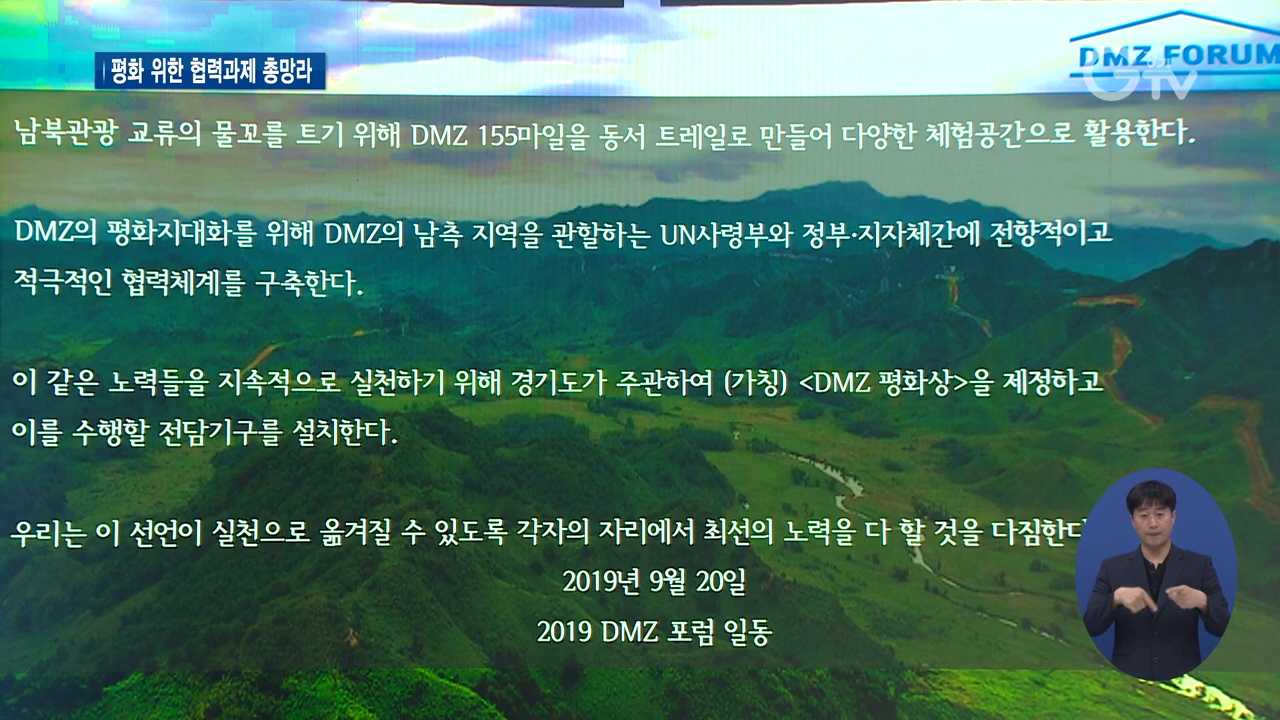 DMZ FORUM
평화 위한 협력과제 총망라
GTV
남북관광 교류의 물꼬를 트기 위해 DMZ 155마일을 동서 트레일로 만들어 다양한 체험공간으로 활용한다.
DMZ의 평화지대화를 위해 DMZ의 남측 지역을 관할하는 UN사령부와 정부·지자체간에 전향적이고
적극적인 협력체계를 구축한다.
이 같은 노력들을 지속적으로 실천하기 위해 경기도가 주관하여 (가칭) <DMZ 평화상>을 제정하고
이를 수행할 전담기구를 설치한다.
우리는 이 선언이 실천으로 옮겨질 수 있도록 각자의 자리에서 최선의 노력을 다 할 것을 다짐한다
2019년 9월 20일
2019 DMZ 포럼 일동